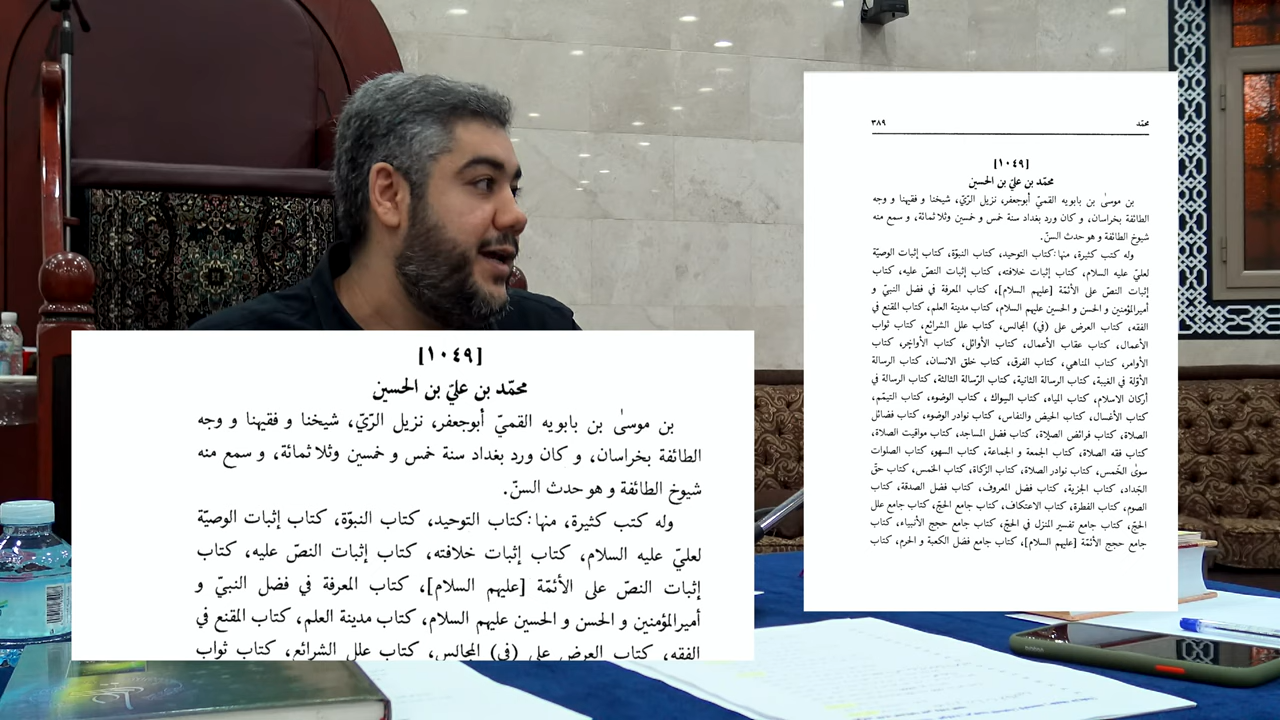 [١٠٤٩]
محمّد بن عليّ بن الحسين
بن موسىٰ بن بابويه القميّ أبوجعفر، نزيل الرّيّ، شيخنا و فقيهنا و وجه
الطائفة بخراسان، و كان ورد بغداد سنة خمس و خمسين وثلاثمائة، و سمع منه
شيوخ الطائفة و هو حدث السنّ.
وله كتب كثيرة، منها: كتاب التوحيد، كتاب النبوّة، كتاب إثبات الوصيّة
لعليّ عليه السلام، كتاب إثبات خلافته، كتاب إثبات النصّ عليه، كتاب
إثبات النصّ على الأئمّة [عليهم السلام]، كتاب المعرفة في فضل النبيّ و
أميرالمؤمنين و الحسن و الحسين عليهم السلام، كتاب مدينة العلم، كتاب المقنع في
الفقه، كتاب العرض على (في) المجالس، كتاب علل الشرائع، كتاب ثواب
محمّد ٣٨٩
[١٠٤٩]
محمّد بن عليّ بن الحسين
بن موسىٰ بن بابويه القميّ أبوجعفر، نزيل الرّيّ، شيخنا و فقيهنا و وجه
الطائفة بخراسان، و كان ورد بغداد سنة خمس و خمسين وثلاثمائة، و سمع منه
شيوخ الطائفة و هو حدث السنّ.
وله كتب كثيرة، منها: كتاب التوحيد، كتاب النبوّة، كتاب إثبات الوصيّة
لعليّ عليه السلام، كتاب إثبات خلافته، كتاب إثبات النصّ عليه، كتاب
إثبات النصّ على الأئمّة [عليهم السلام]، كتاب المعرفة في فضل النبيّ و
أميرالمؤمنين و الحسن و الحسين عليهم السلام، كتاب مدينة العلم، كتاب المقنع في
الفقه، كتاب العرض على (في) المجالس، كتاب علل الشرائع، كتاب ثواب
الأعمال، كتاب عقاب الأعمال، كتاب الأوائل، كتاب الأواخر، كتاب
الأوامر، كتاب المناهي، كتاب الفرق، كتاب خلق الانسان، كتاب الرسالة
الأوّلة في الغيبة، كتاب الرسالة الثانية، كتاب الرّسالة الثالثة، كتاب الرسالة في
أركان الاسلام، كتاب المياه، كتاب السواك، كتاب الوضوء، كتاب التيمّم،
كتاب الأغسال، كتاب الحيض والنفاس، كتاب نوادر الوضوء، كتاب فضائل
الصلاة، كتاب فرائض الصلاة، كتاب فضل المساجد، كتاب مواقيت الصلاة،
كتاب فقه الصلاة، كتاب الجمعة و الجماعة، كتاب السهو، كتاب الصلوات
سوىٰ الخمس، كتاب نوادر الصلاة، كتاب الزكاة، كتاب الخمس، كتاب حقّ
الجداد، كتاب الجزية، كتاب فضل المعروف، كتاب فضل الصدقة، كتاب
الصوم، كتاب الفطرة، كتاب الاعتكاف، كتاب جامع الحجّ، كتاب جامع علل
الحجّ، كتاب جامع تفسير المنزل في الحجّ، كتاب جامع حجج الأنبياء، كتاب
جامع حجج الأئمّة [عليهم السلام]، كتاب جامع فضل الكعبة و الحرم، كتاب